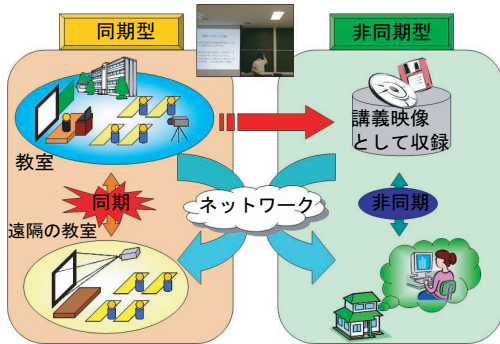 同期型
非同期型
講義映像
として収録
教室
同期
ネットワーク
非同期
遠隔の教室